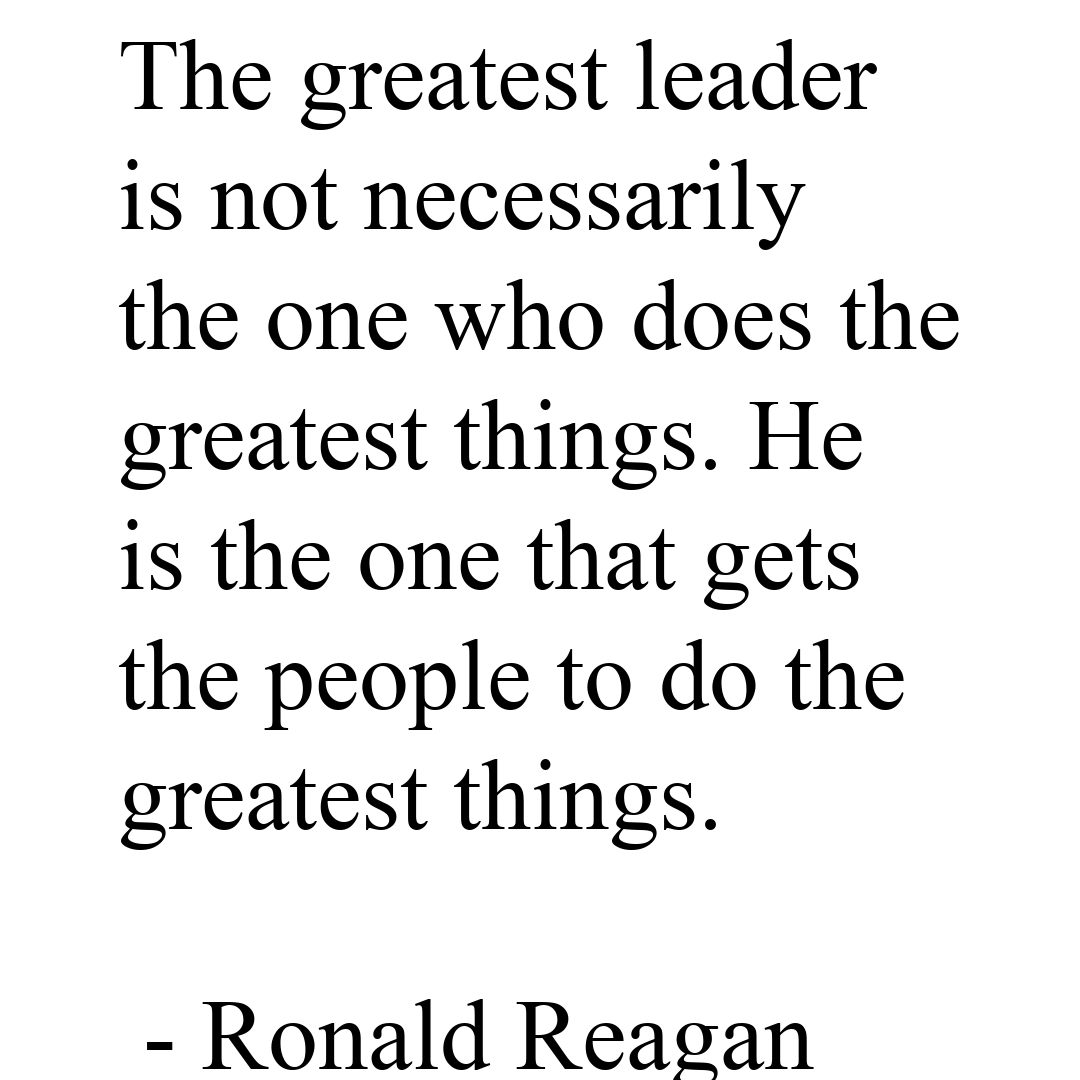 The greatest leader
is not necessarily
the one who does the
greatest things. He
is the one that gets
the people to do the
greatest things.
- Ronald Reagan